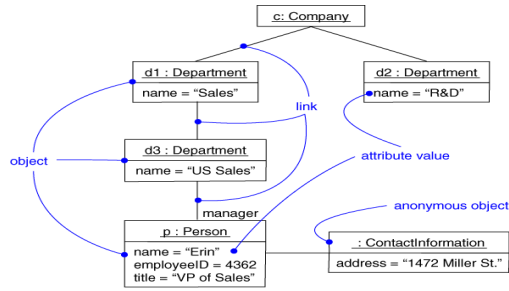 c: Company
d1 : Department
name = “Sales”
d2 : Department
name = “R&D”
link
d3 : Department
name = “US Sales”
object
attribute value
manager
anonymous object
p : Person
name = “Erin”
employeeID = 4362
title = “VP of Sales”
: ContactInformation
address = “1472 Miller St.”